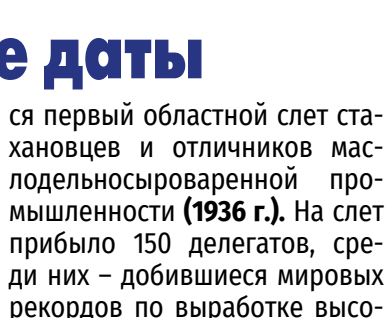 е даты
ся первый областной слет ста-
хановцев и отличников мас-
лодельносыроваренной про-
мышленности (1936 г.). На слет
прибыло 150 делегатов, сре-
ди них – добившиеся мировых
рекордов по выработке высо-